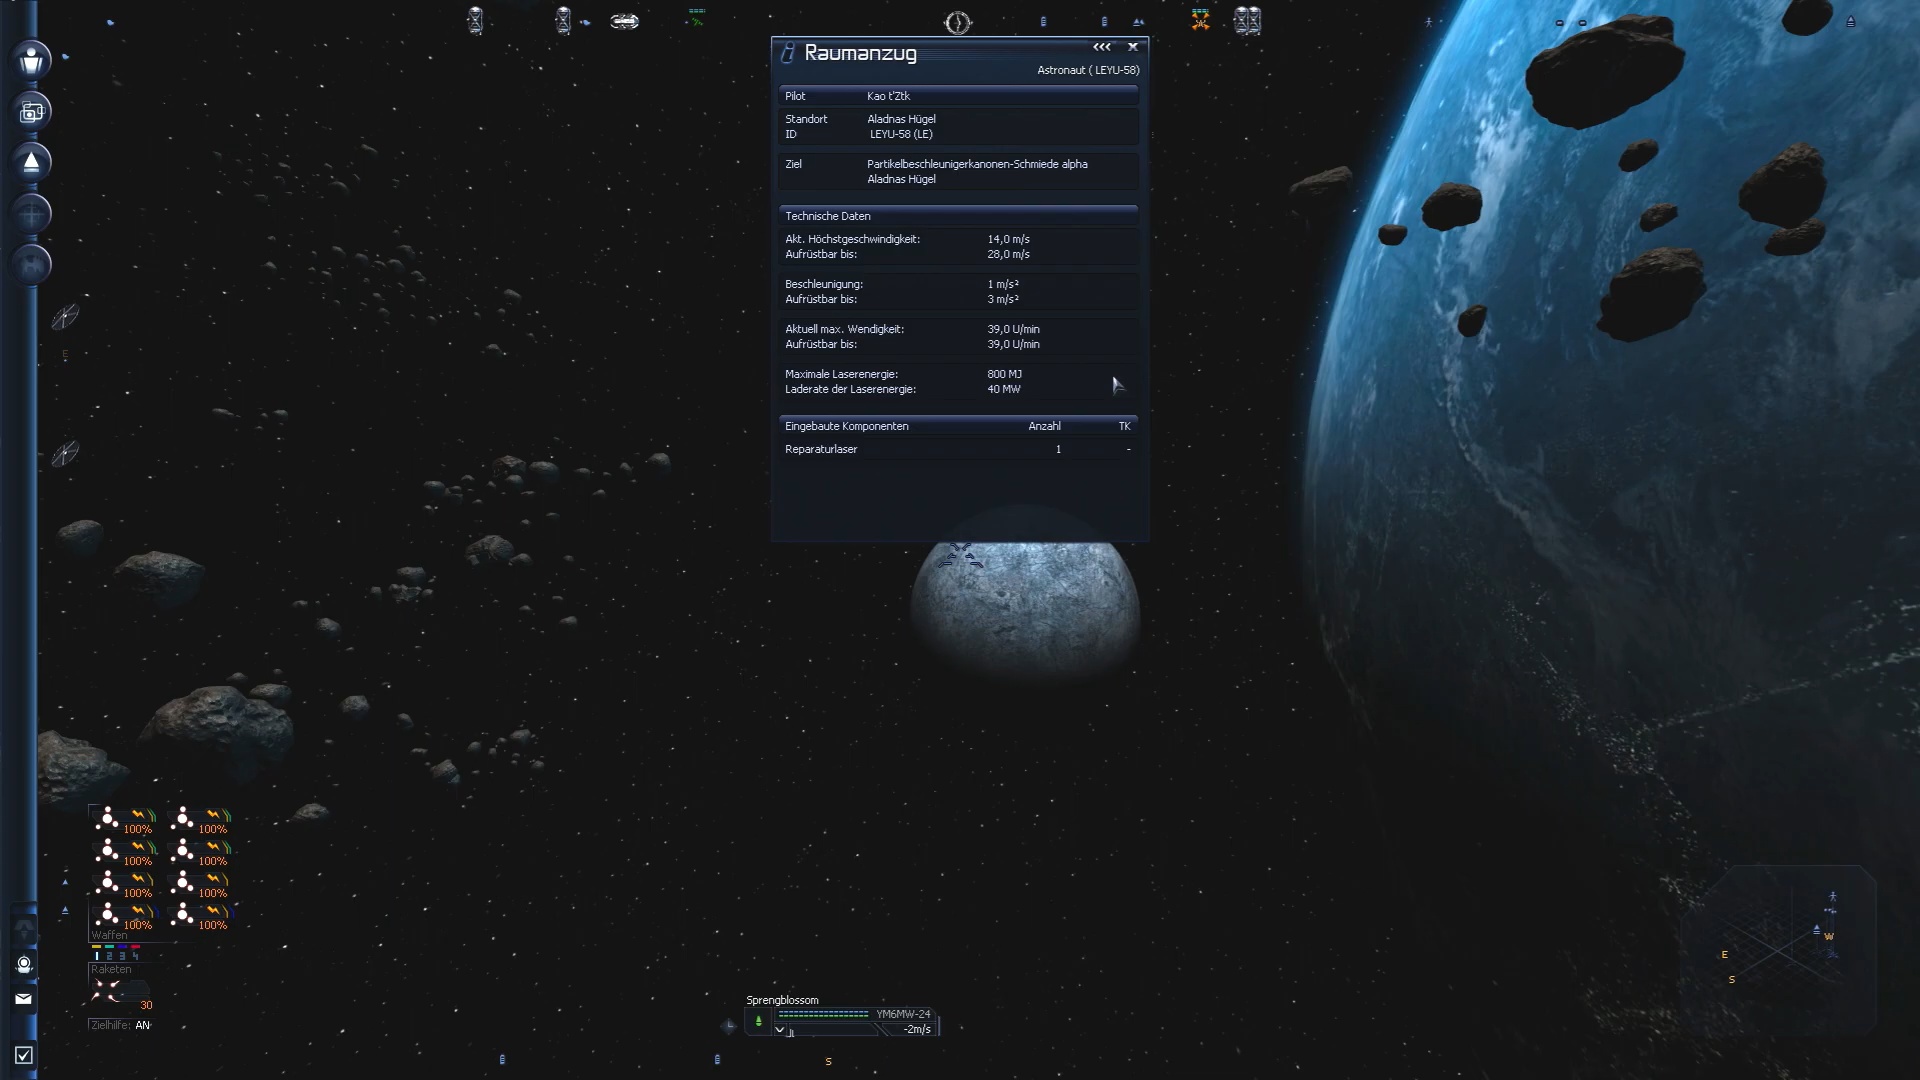 Raumanzug
Astronaut ( LEYU-58)
Pilot Kao t'Ztk
Standort Aladnas Hügel
ID LEYU-58 (LE)
Ziel Partikelbeschleunigerkanonen-Schmiede alpha
Aladnas Hügel
Technische Daten
Akt. Höchstgeschwindigkeit: 14,0 m/s
Aufrüstbar bis: 28,0 m/s
Beschleunigung: 1 m/s²
Aufrüstbar bis: 3 m/s²
Aktuell max. Wendigkeit: 39,0 U/min
Aufrüstbar bis: 39,0 U/min
Maximale Laserenergie: 800 MJ
Laderate der Laserenergie: 40 MW
Eingebaute Komponenten Anzahl TK
Reparaturlaser 1 -
E
100% 100%
100% 100%
100% 100%
100% 100%
Waffen
1 2 3 4
Raketen
30
Zielhilfe: AN
Sprengblossom
YM6MW-24
-2m/s
S
W
E
S